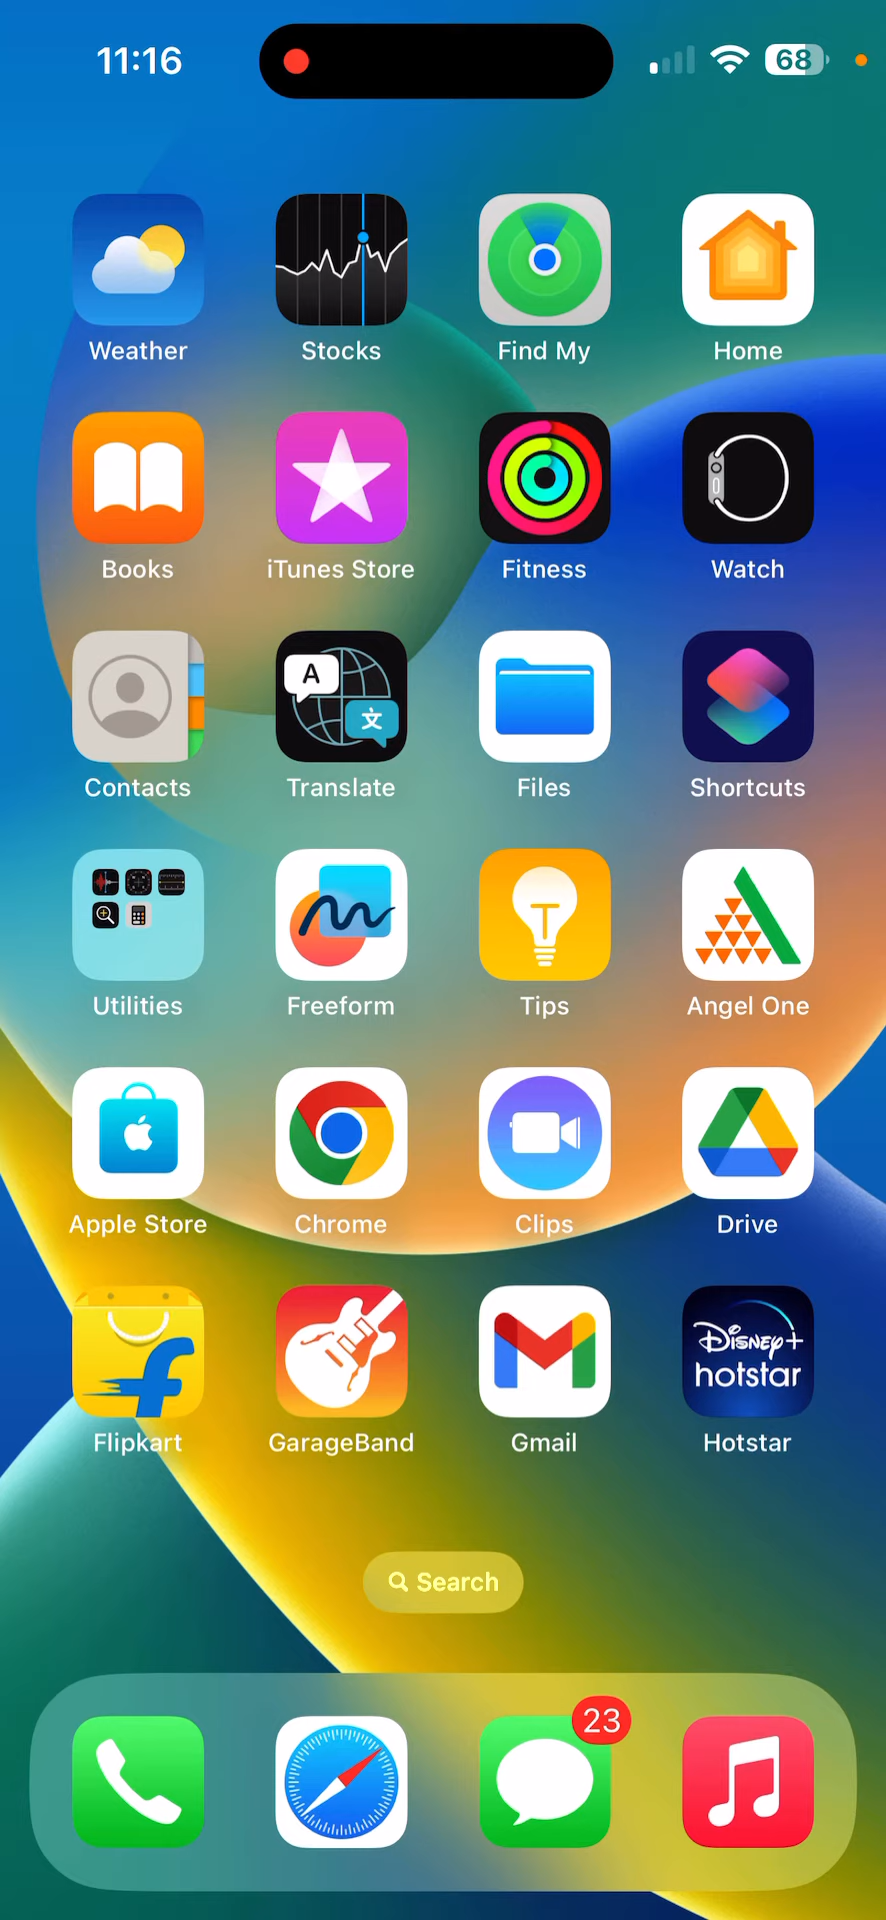 11:16
68
Weather Stocks Find My Home
Books iTunes Store Fitness Watch
A
文
Contacts Translate Files Shortcuts
Utilities Freeform Tips Angel One
Apple Store Chrome Clips Drive
Disney+
hotstar
Flipkart GarageBand Gmail Hotstar
Search
23